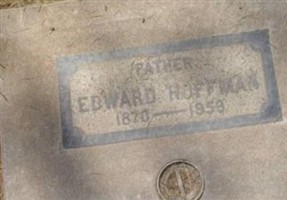 FATHER
EDWARD HOFFMAN
1870 — 1959